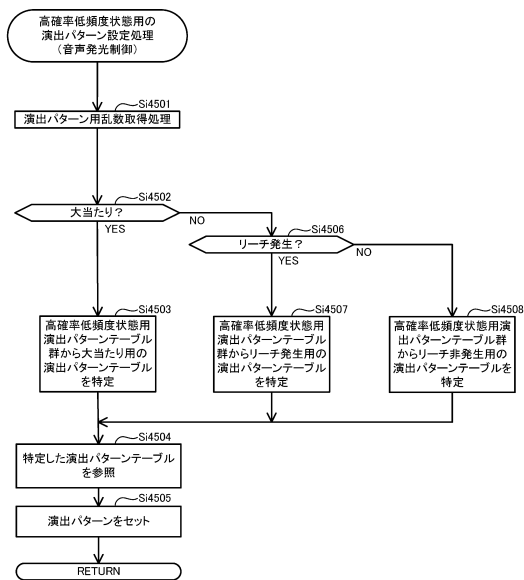 高確率低頻度状態用の
演出パターン設定処理
（音声発光制御）
Si4501
演出パターン用乱数取得処理
Si4502
大当たり？
NO
YES
Si4506
リーチ発生？
NO
YES
Si4503
高確率低頻度状態用
演出パターンテーブル
群から大当たり用の
演出パターンテーブル
を特定
Si4507
高確率低頻度状態用
演出パターンテーブル
群からリーチ発生用の
演出パターンテーブル
を特定
Si4508
高確率低頻度状態用演
出パターンテーブル群
からリーチ非発生用の
演出パターンテーブルを
特定
Si4504
特定した演出パターンテーブル
を参照
Si4505
演出パターンをセット
RETURN